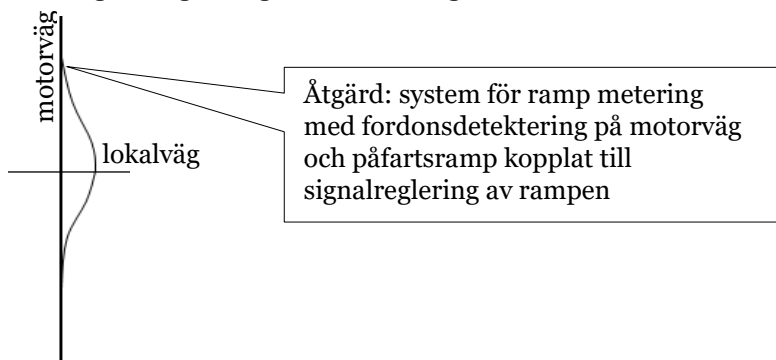 motorväg
lokalväg
Åtgärd: system för ramp metering
med fordonsdetektering på motorväg
och påfartsramp kopplat till
signalreglering av rampen